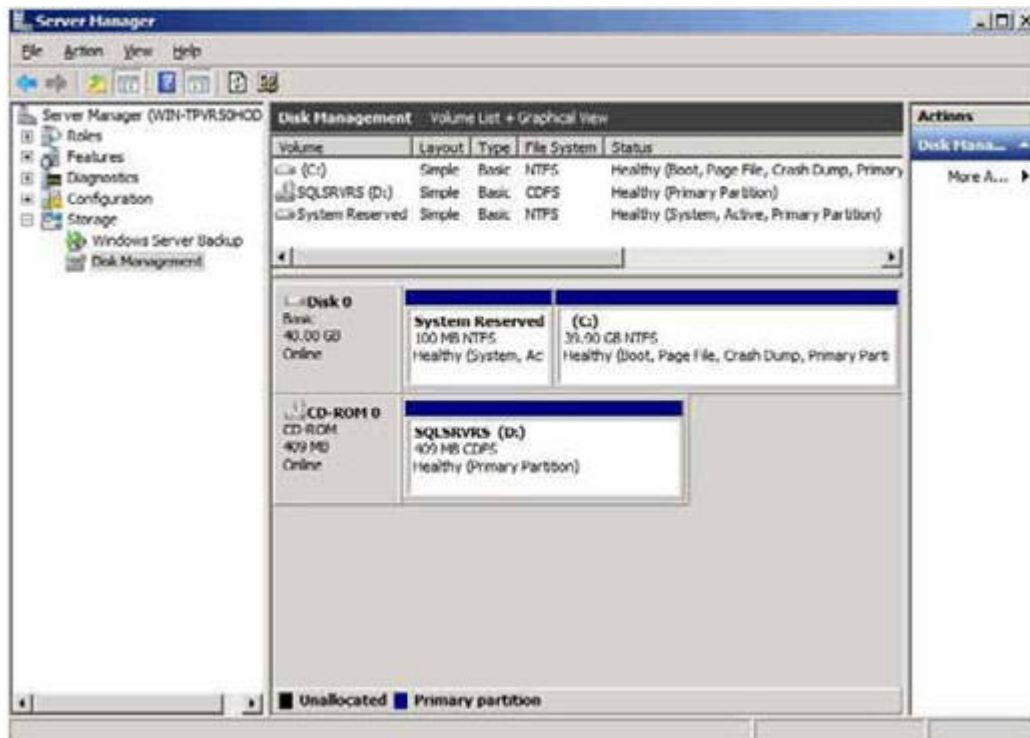 Server Manager
File Action View Help
Server Manager (WIN-TPVRS0HOD
Roles
Features
Diagnostics
Configuration
Storage
Windows Server Backup
Disk Management
Disk Management Volume List + Graphical View
Volume Layout Type File System Status
(C:) Simple Basic NTFS Healthy (Boot, Page File, Crash Dump, Primary
SQLSRVRS (D:) Simple Basic CDFS Healthy (Primary Partition)
System Reserved Simple Basic NTFS Healthy (System, Active, Primary Partition)
Disk 0
Basic
40.00 GB
Online
System Reserved
100 MB NTFS
Healthy (System, Ac
(C:)
39.90 GB NTFS
Healthy (Boot, Page File, Crash Dump, Primary Parti
CD-ROM 0
CD-ROM
409 MB
Online
SQLSRVRS (D:)
409 MB CDFS
Healthy (Primary Partition)
Unallocated Primary partition
Actions
Disk Mana...
More A...